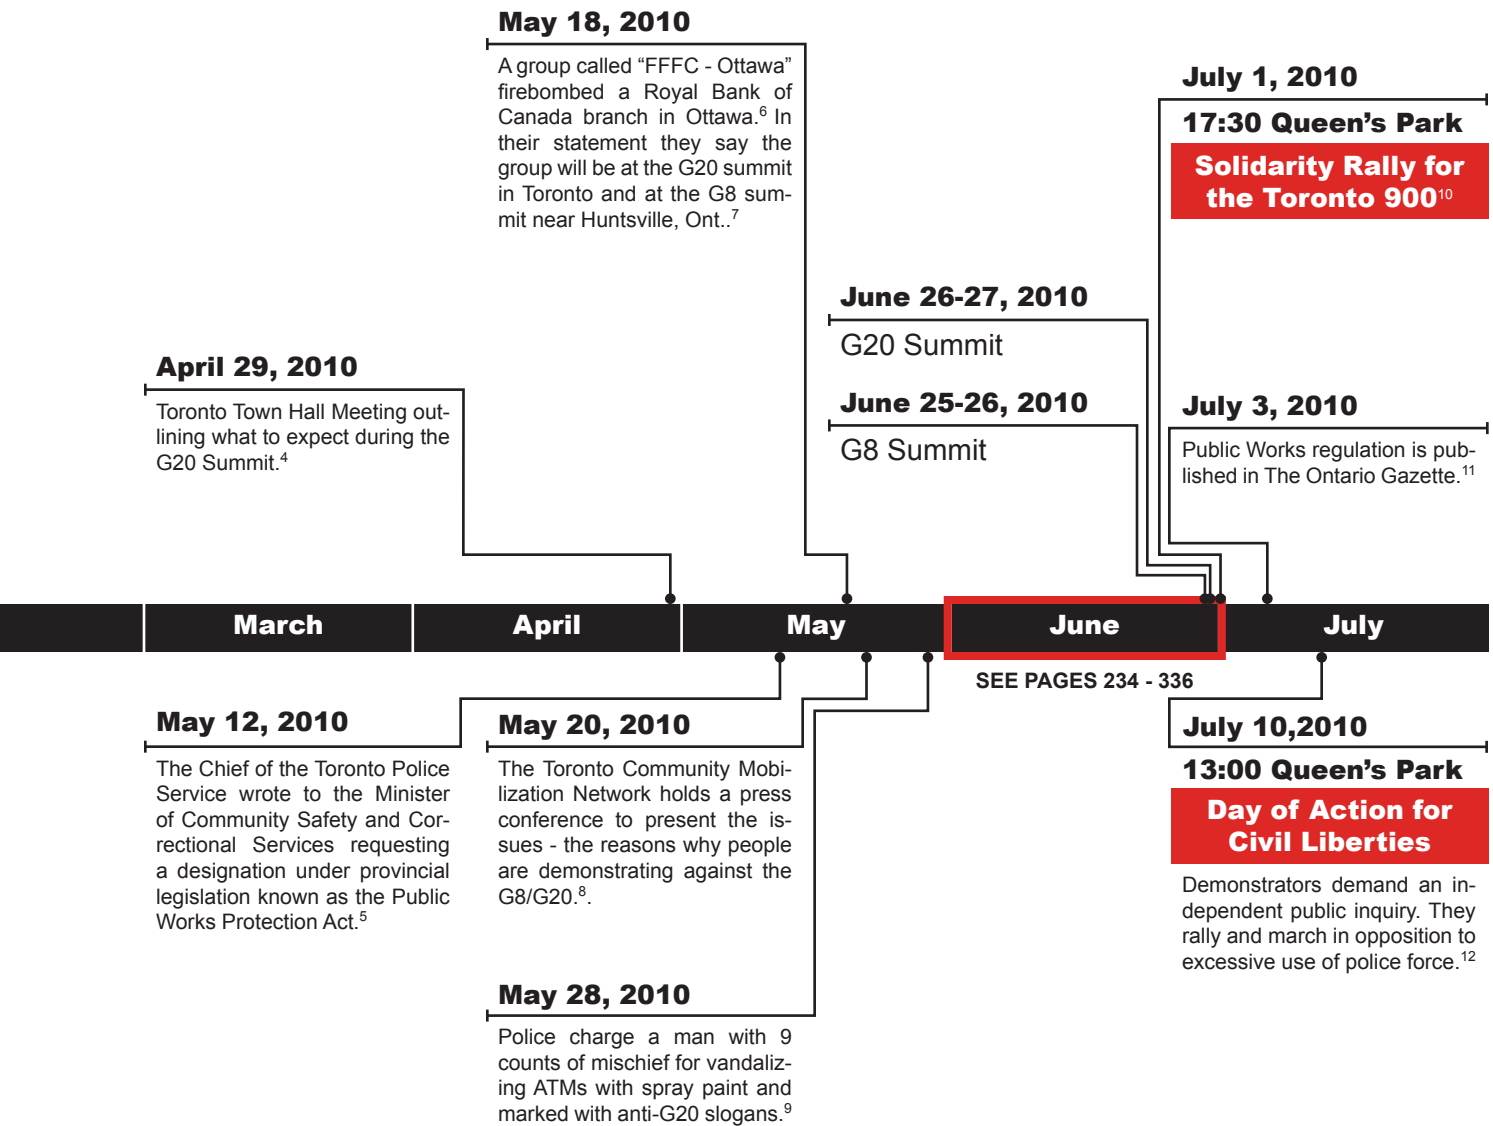 May 18, 2010
A group called “FFFC - Ottawa”
firebombed a Royal Bank of
Canada branch in Ottawa.6 In
their statement they say the
group will be at the G20 summit
in Toronto and at the G8 sum-
mit near Huntsville, Ont..7
July 1, 2010
17:30 Queen’s Park
Solidarity Rally for
the Toronto 90010
June 26-27, 2010
G20 Summit
April 29, 2010
Toronto Town Hall Meeting out-
lining what to expect during the
G20 Summit.4
June 25-26, 2010
G8 Summit
July 3, 2010
Public Works regulation is pub-
lished in The Ontario Gazette.11
March
April
May
June
July
SEE PAGES 234 - 336
May 12, 2010
The Chief of the Toronto Police
Service wrote to the Minister
of Community Safety and Cor-
rectional Services requesting
a designation under provincial
legislation known as the Public
Works Protection Act.5
May 20, 2010
The Toronto Community Mobi-
lization Network holds a press
conference to present the is-
sues - the reasons why people
are demonstrating against the
G8/G20.8.
July 10,2010
13:00 Queen’s Park
Day of Action for
Civil Liberties
Demonstrators demand an in-
dependent public inquiry. They
rally and march in opposition to
excessive use of police force.12
May 28, 2010
Police charge a man with 9
counts of mischief for vandaliz-
ing ATMs with spray paint and
marked with anti-G20 slogans.9